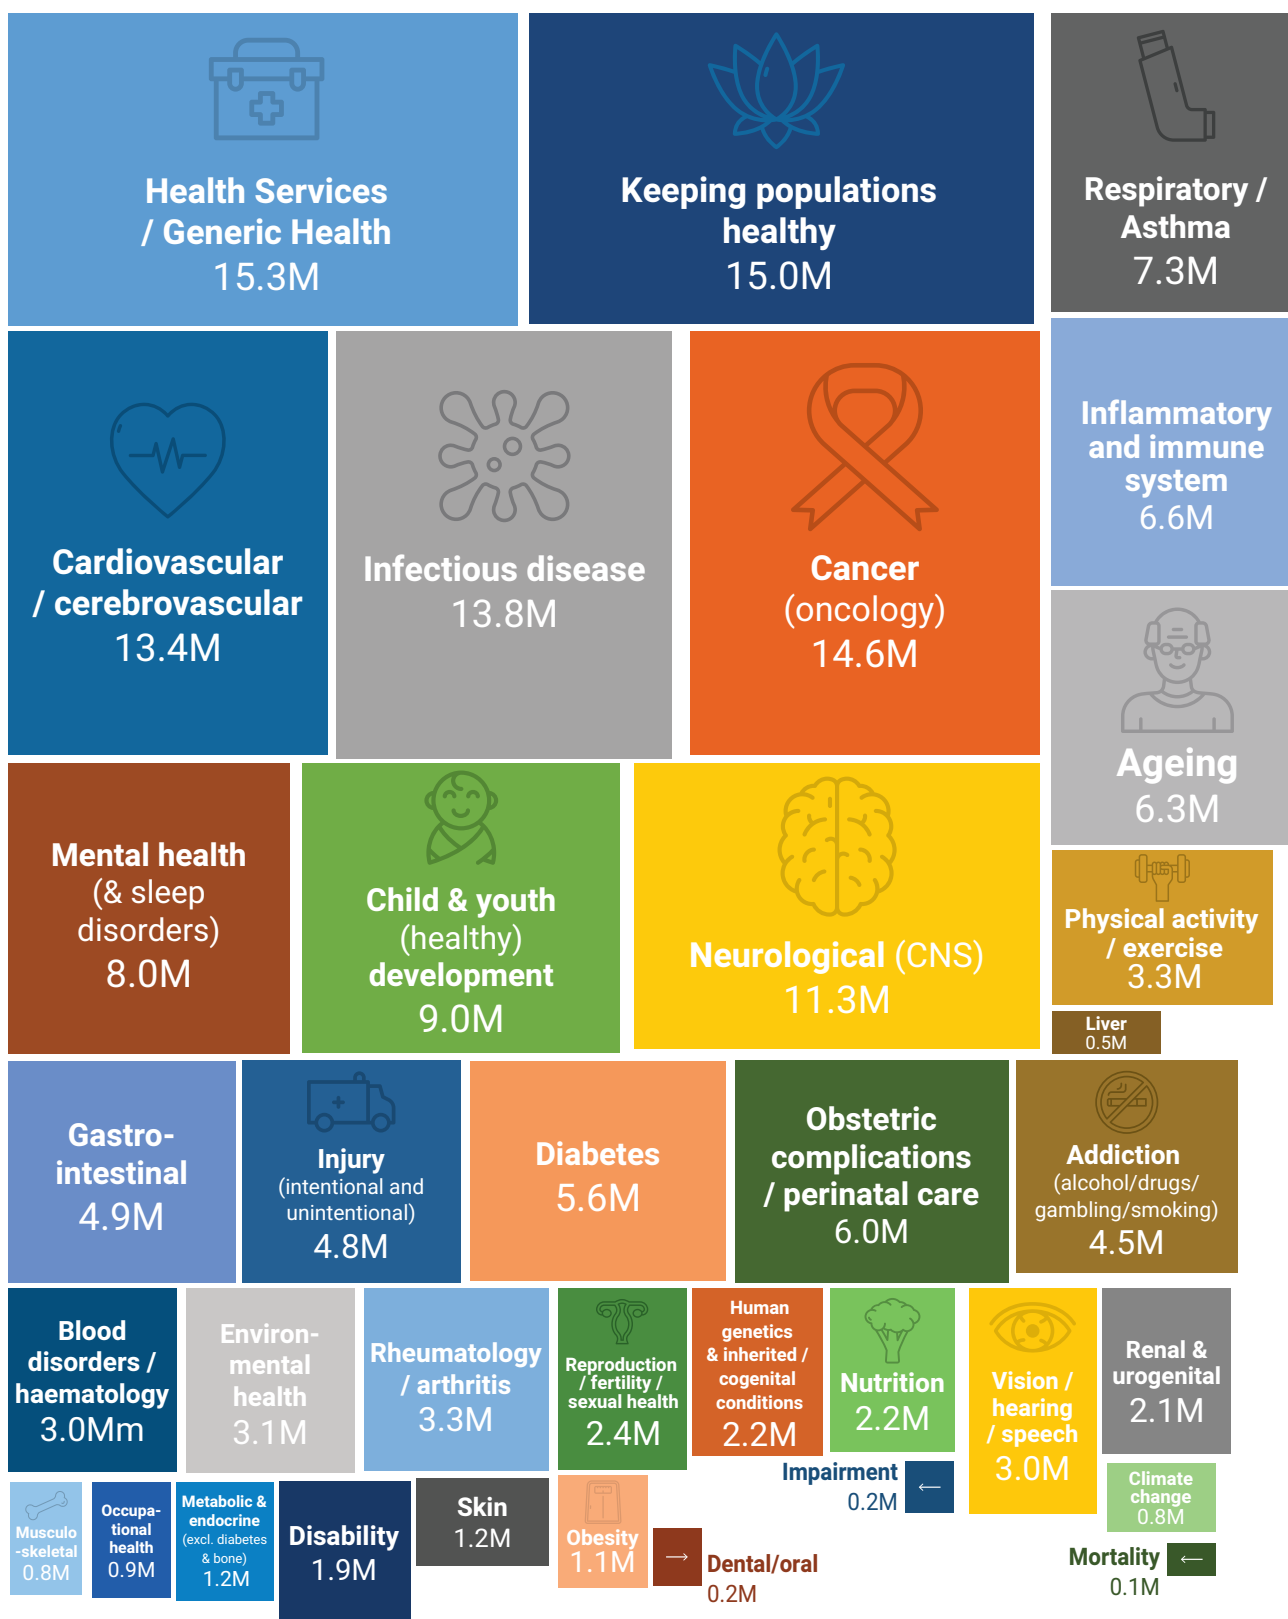 Health Services
/ Generic Health
15.3M
Keeping populations
healthy
15.0M
Respiratory /
Asthma
7.3M
Cardiovascular
/ cerebrovascular
13.4M
Infectious disease
13.8M
Cancer
(oncology)
14.6M
Inflammatory
and immune
system
6.6M
Ageing
6.3M
Mental health
(& sleep
disorders)
8.0M
Child & youth
(healthy)
development
9.0M
Neurological (CNS)
11.3M
Physical activity
/ exercise
3.3M
Liver
0.5M
Gastro-
intestinal
4.9M
Injury
(intentional and
unintentional)
4.8M
Diabetes
5.6M
Obstetric
complications
/ perinatal care
6.0M
Addiction
(alcohol/drugs/
gambling/smoking)
4.5M
Blood
disorders /
haematology
3.0Mm
Environ-
mental
health
3.1M
Rheumatology
/ arthritis
3.3M
Reproduction
/ fertility /
sexual health
2.4M
Human
genetics
& inherited /
cogenital
conditions
2.2M
Nutrition
2.2M
Vision /
hearing
/ speech
3.0M
Renal &
urogenital
2.1M
Musculo
-skeletal
0.8M
Occupa-
tional
health
0.9M
Metabolic &
endocrine
(excl. diabetes
& bone)
1.2M
Disability
1.9M
Skin
1.2M
Obesity
1.1M
→
Dental/oral
0.2M
Impairment
0.2M
←
Climate
change
0.8M
Mortality
0.1M
←